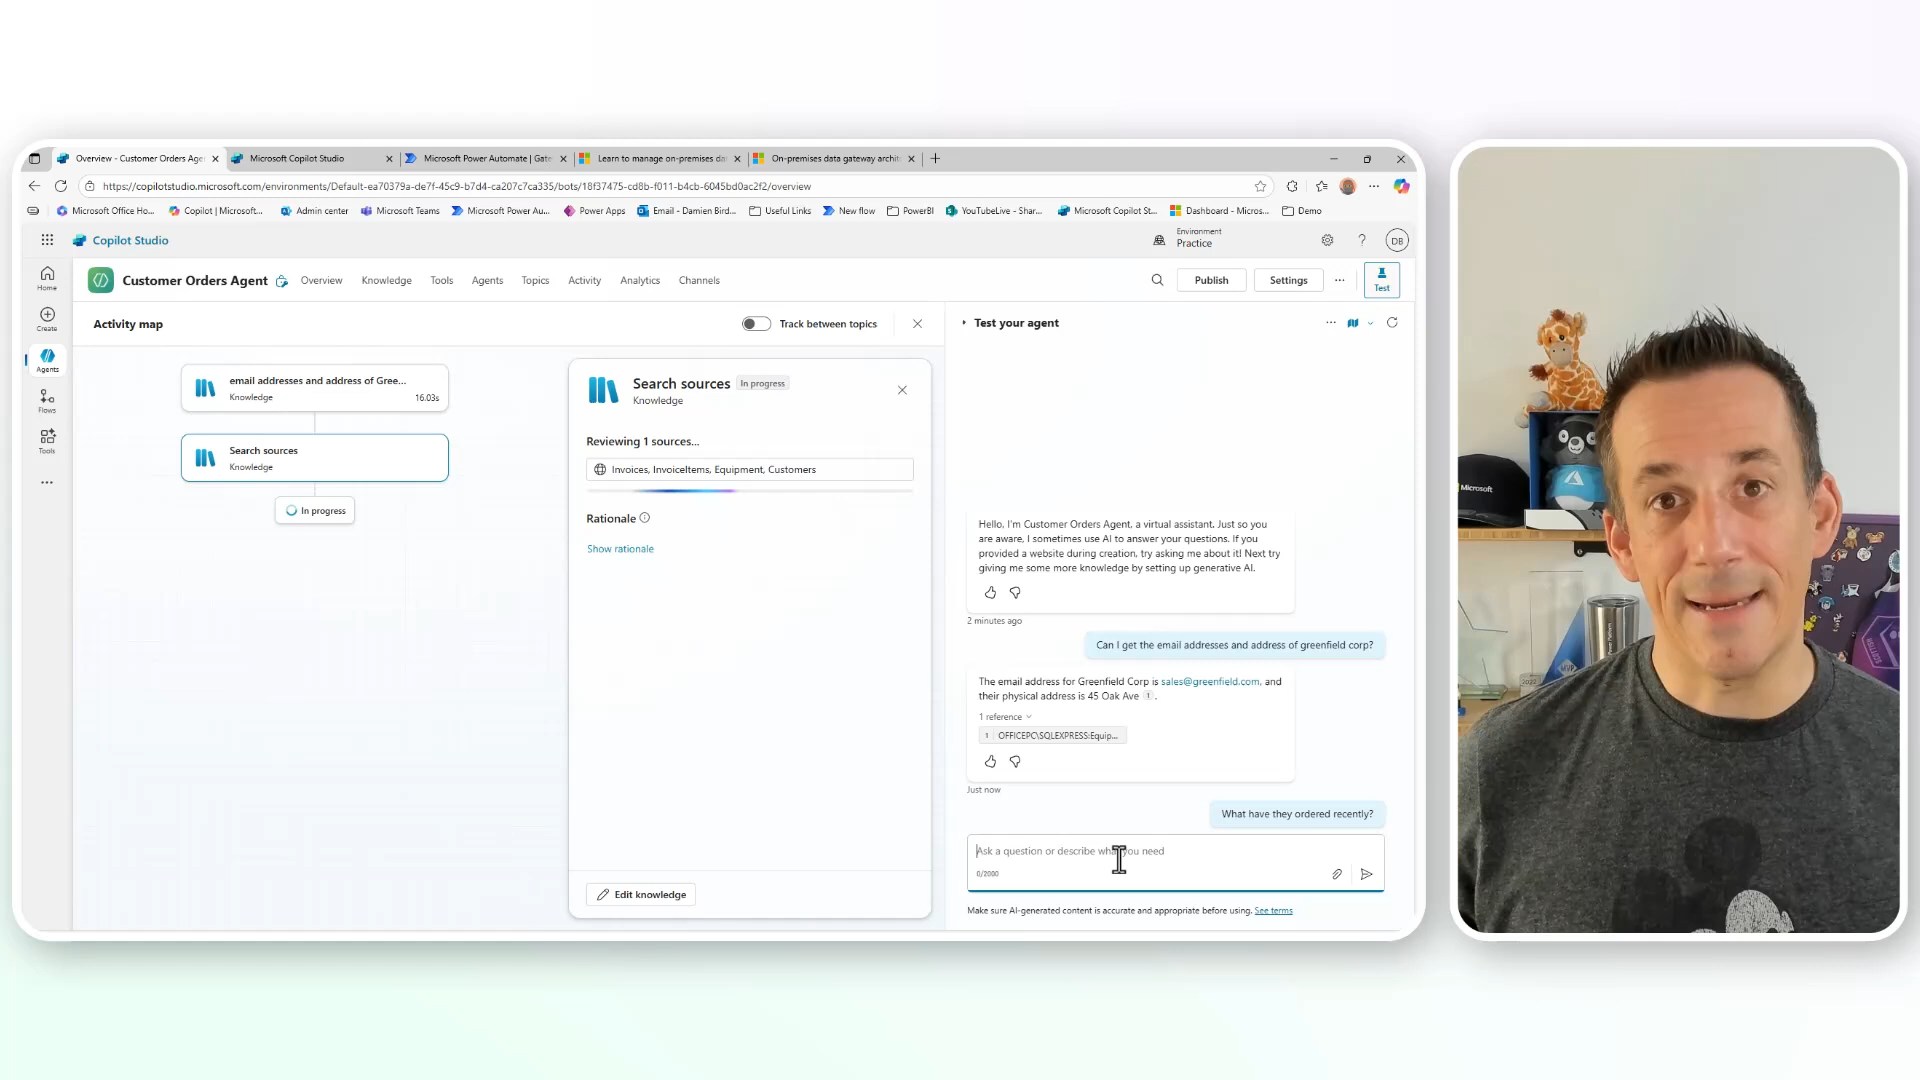 Overview - Customer Orders Age
Microsoft Copilot Studio
Microsoft Power Automate | Gate
Learn to manage on-premises da
On-premises data gateway archit
https://copilotstudio.microsoft.com/environments/Default-ea70379a-de7f-45c9-b7d4-ca207c7ca335/bots/18f37475-cd8b-f011-b4cb-6045bd0ac2f2/overview
Microsoft Office Ho...
Copilot | Microsoft...
Admin center
Microsoft Teams
Microsoft Power Au...
Power Apps
Email - Damien Bird...
Useful Links
New flow
PowerBI
YouTubeLive - Shar...
Microsoft Copilot St...
Dashboard - Micros...
Demo
Copilot Studio
Environment
Practice
DB
Home
Create
Agents
Flows
Tools
Customer Orders Agent
Overview
Knowledge
Tools
Agents
Topics
Activity
Analytics
Channels
Publish
Settings
Test
Activity map
Track between topics
email addresses and address of Gree...
Knowledge
16.03s
Search sources
Knowledge
In progress
Search sources
In progress
Knowledge
Reviewing 1 sources...
Invoices, InvoiceItems, Equipment, Customers
Rationale
Show rationale
Edit knowledge
Test your agent
Hello, I'm Customer Orders Agent, a virtual assistant. Just so you
are aware, I sometimes use AI to answer your questions. If you
provided a website during creation, try asking me about it! Next try
giving me some more knowledge by setting up generative AI.
2 minutes ago
Can I get the email addresses and address of greenfield corp?
The email address for Greenfield Corp is sales@greenfield.com, and
their physical address is 45 Oak Ave 1 .
1 reference
1 OFFICEPC\SQLEXPRESS:Equip...
Just now
What have they ordered recently?
Ask a question or describe what you need
0/2000
Make sure AI-generated content is accurate and appropriate before using. See terms
Microsoft